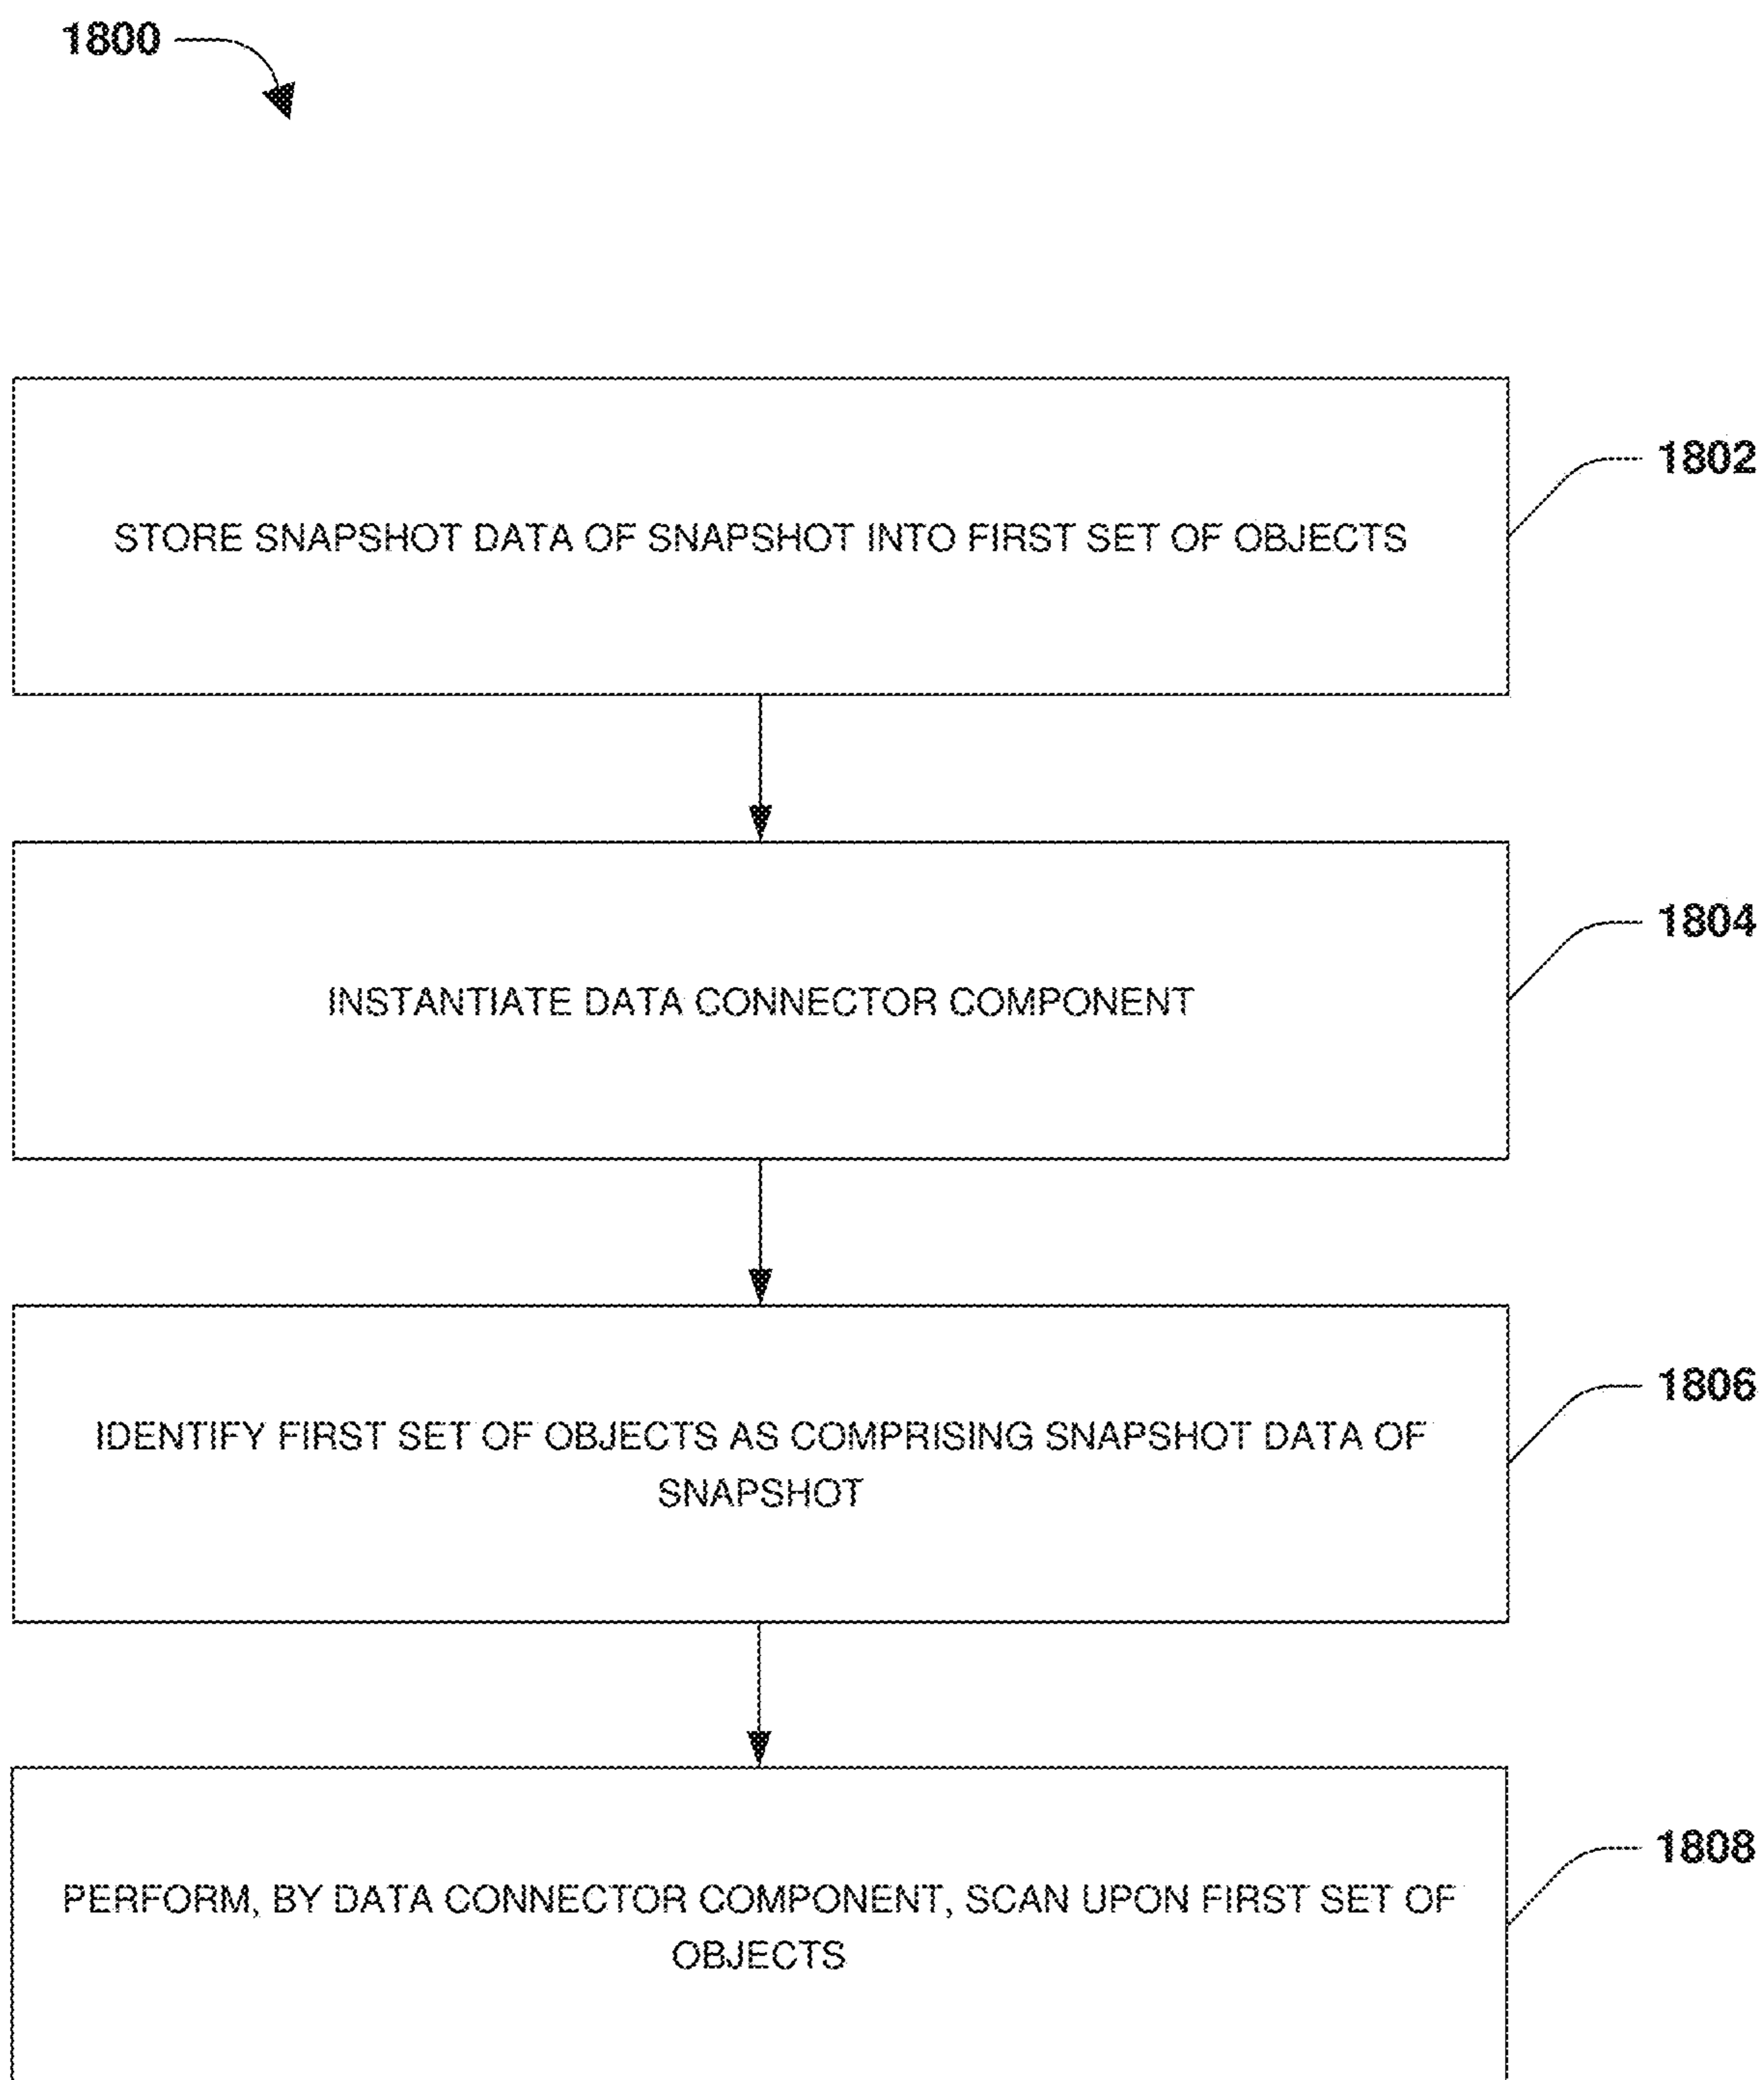 1800
STORE SNAPSHOT DATA OF SNAPSHOT INTO FIRST SET OF OBJECTS
1802
INSTANTIATE DATA CONNECTOR COMPONENT
1804
IDENTIFY FIRST SET OF OBJECTS AS COMPRISING SNAPSHOT DATA OF
SNAPSHOT
1806
PERFORM, BY DATA CONNECTOR COMPONENT, SCAN UPON FIRST SET OF
OBJECTS
1808